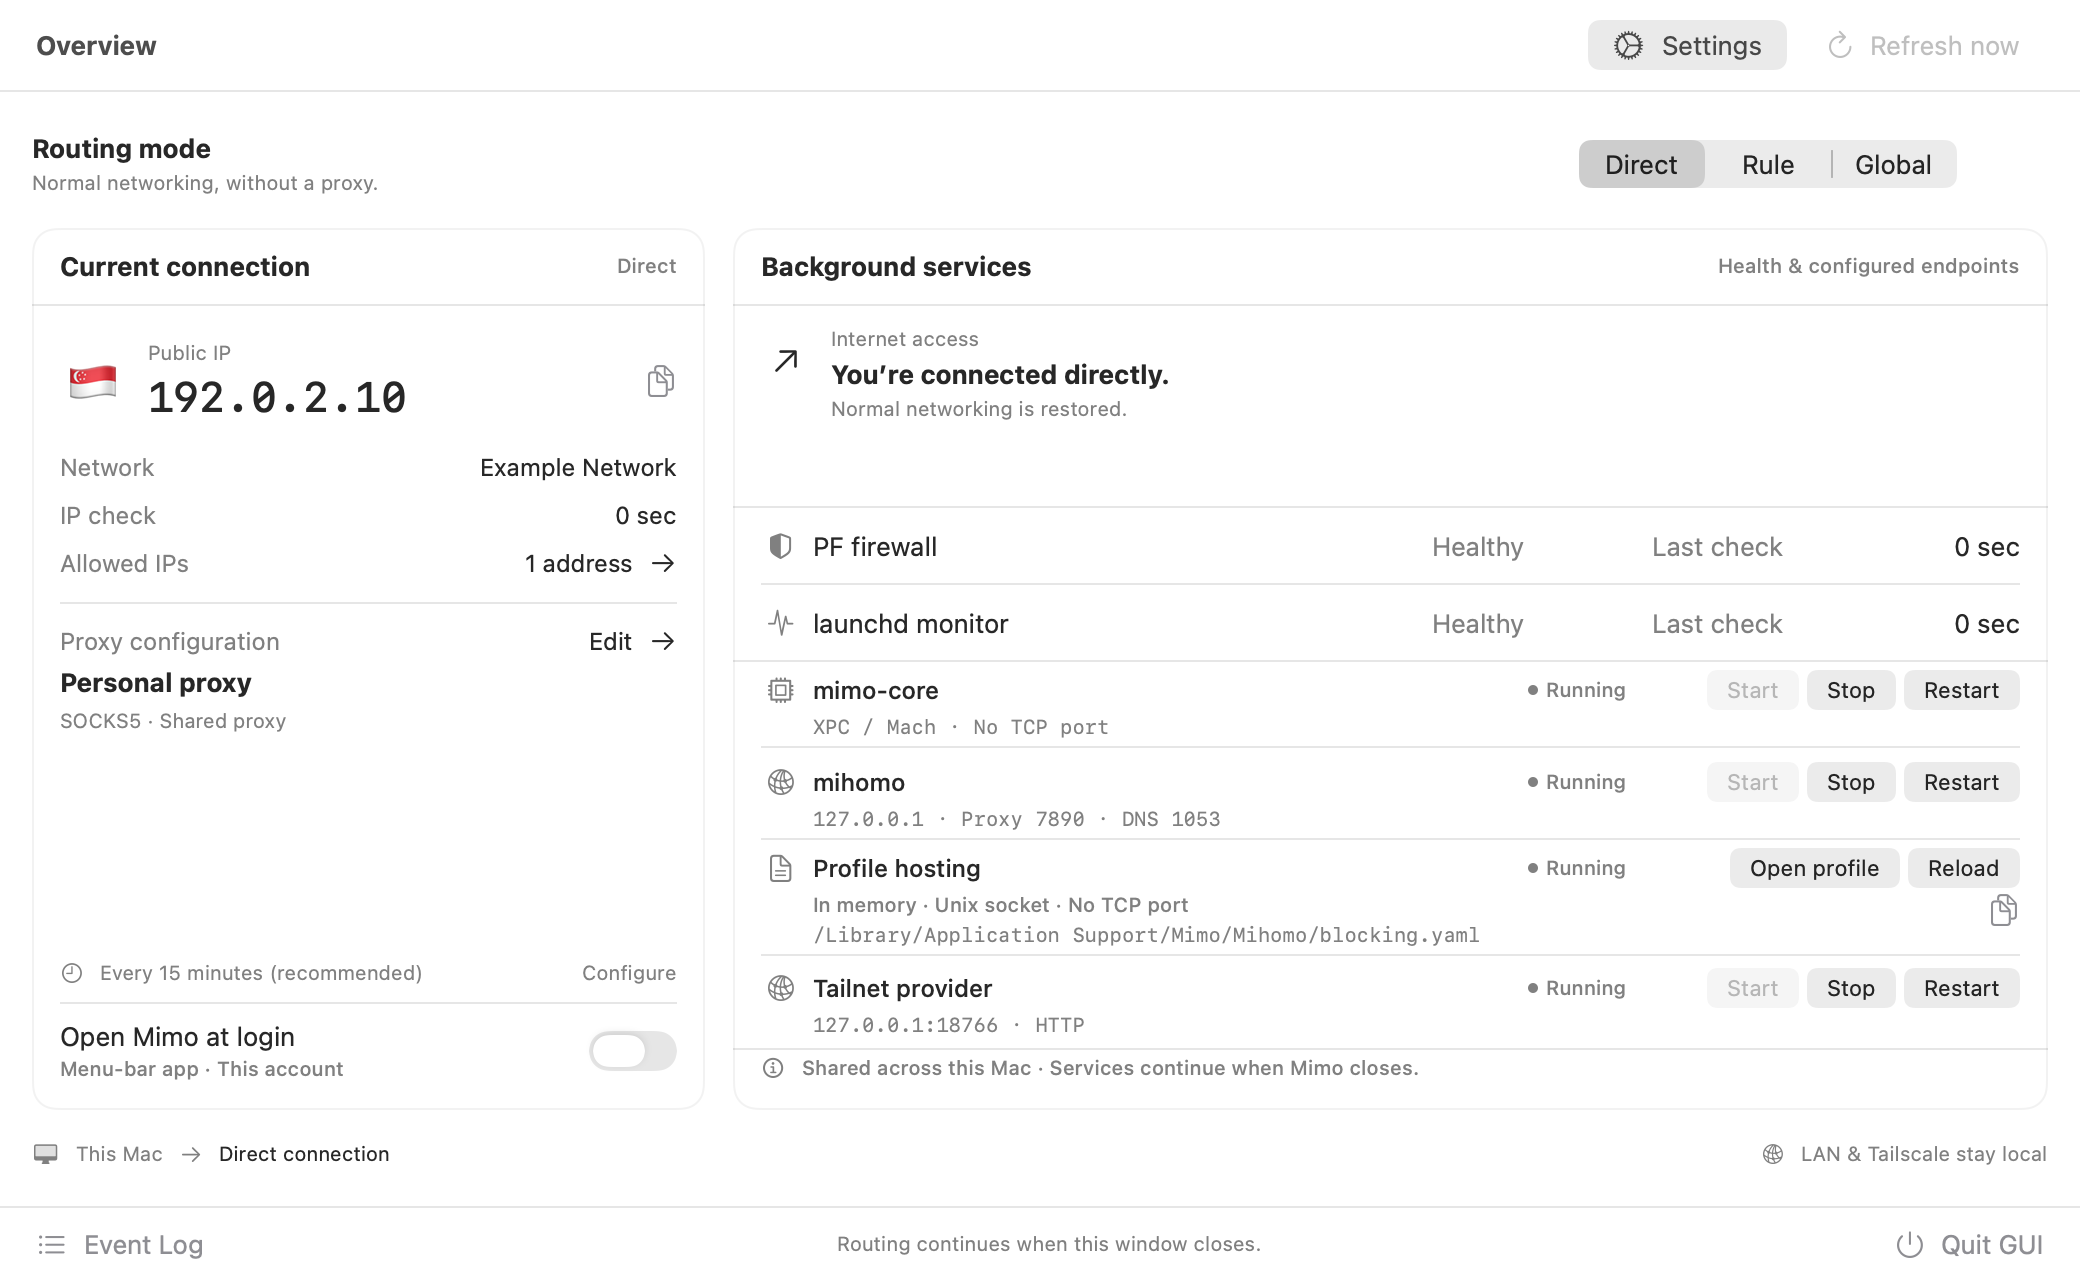 Overview
Settings
Refresh now
Routing mode
Normal networking, without a proxy.
Direct
Rule
Global
Current connection
Direct
Public IP
192.0.2.10
Network
Example Network
IP check
0 sec
Allowed IPs
1 address →
Proxy configuration
Edit →
Personal proxy
SOCKS5 · Shared proxy
Every 15 minutes (recommended)
Configure
Open Mimo at login
Menu-bar app · This account
Background services
Health & configured endpoints
Internet access
You’re connected directly.
Normal networking is restored.
PF firewall
Healthy
Last check
0 sec
launchd monitor
Healthy
Last check
0 sec
mimo-core
Running
Start
Stop
Restart
XPC / Mach · No TCP port
mihomo
Running
Start
Stop
Restart
127.0.0.1 · Proxy 7890 · DNS 1053
Profile hosting
Running
Open profile
Reload
In memory · Unix socket · No TCP port
/Library/Application Support/Mimo/Mihomo/blocking.yaml
Tailnet provider
Running
Start
Stop
Restart
127.0.0.1:18766 · HTTP
Shared across this Mac · Services continue when Mimo closes.
This Mac → Direct connection
LAN & Tailscale stay local
Event Log
Routing continues when this window closes.
Quit GUI